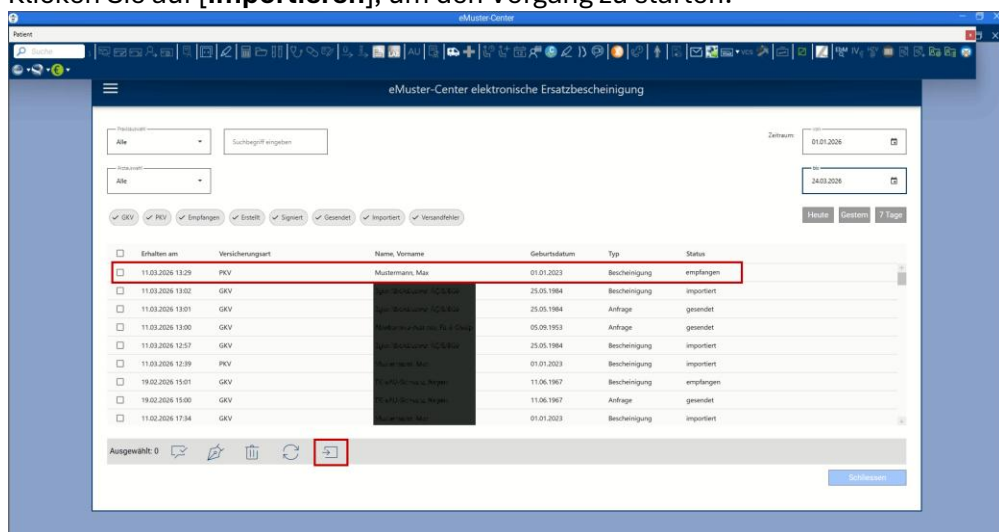 Klicken Sie auf [Importieren], um den Vorgang zu starten.
eMuster-Center
Patient
Suche
AU
vcs
IV
eMuster-Center elektronische Ersatzbescheinigung
Praxisauswahl
Alle
Suchbegriff eingeben
Zeitraum
von
01.01.2026
Arztauswahl
Alle
bis
24.03.2026
GKV PKV Empfangen Erstellt Signiert Gesendet Importiert Versandfehler
Heute Gestern 7 Tage
Erhalten am Versicherungsart Name, Vorname Geburtsdatum Typ Status
11.03.2026 13:29 PKV Mustermann, Max 01.01.2023 Bescheinigung empfangen
11.03.2026 13:02 GKV 25.05.1984 Bescheinigung importiert
11.03.2026 13:01 GKV 25.05.1984 Anfrage gesendet
11.03.2026 13:00 GKV 05.09.1953 Anfrage gesendet
11.03.2026 12:57 GKV 25.05.1984 Bescheinigung importiert
11.03.2026 12:39 PKV 01.01.2023 Bescheinigung importiert
19.02.2026 15:01 GKV 11.06.1967 Bescheinigung empfangen
19.02.2026 15:00 GKV 11.06.1967 Anfrage gesendet
11.02.2026 17:34 GKV 01.01.2023 Bescheinigung importiert
Ausgewählt: 0
Schliessen